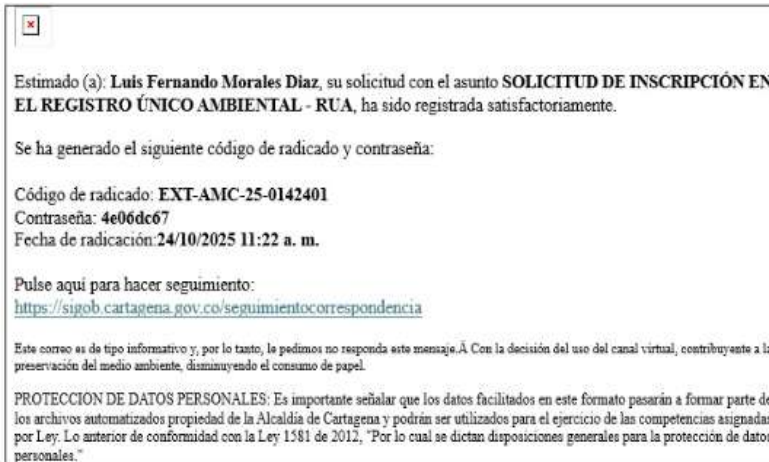 Estimado (a): Luis Fernando Morales Diaz, su solicitud con el asunto SOLICITUD DE INSCRIPCIÓN EN
EL REGISTRO ÚNICO AMBIENTAL - RUA, ha sido registrada satisfactoriamente.
Se ha generado el siguiente código de radicado y contraseña:
Código de radicado: EXT-AMC-25-0142401
Contraseña: 4e06dc67
Fecha de radicación:24/10/2025 11:22 a. m.
Pulse aquí para hacer seguimiento:
https://sigob.cartagena.gov.co/seguimientocorrespondencia
Este correo es de tipo informativo y, por lo tanto, le pedimos no responda este mensaje.Â Con la decisión del uso del canal virtual, contribuyente a la
preservación del medio ambiente, disminuyendo el consumo de papel.
PROTECCION DE DATOS PERSONALES: Es importante señalar que los datos facilitados en este formato pasarán a formar parte de
los archivos automatizados propiedad de la Alcaldía de Cartagena y podrán ser utilizados para el ejercicio de las competencias asignadas
por Ley. Lo anterior de conformidad con la Ley 1581 de 2012, "Por lo cual se dictan disposiciones generales para la protección de datos
personales."